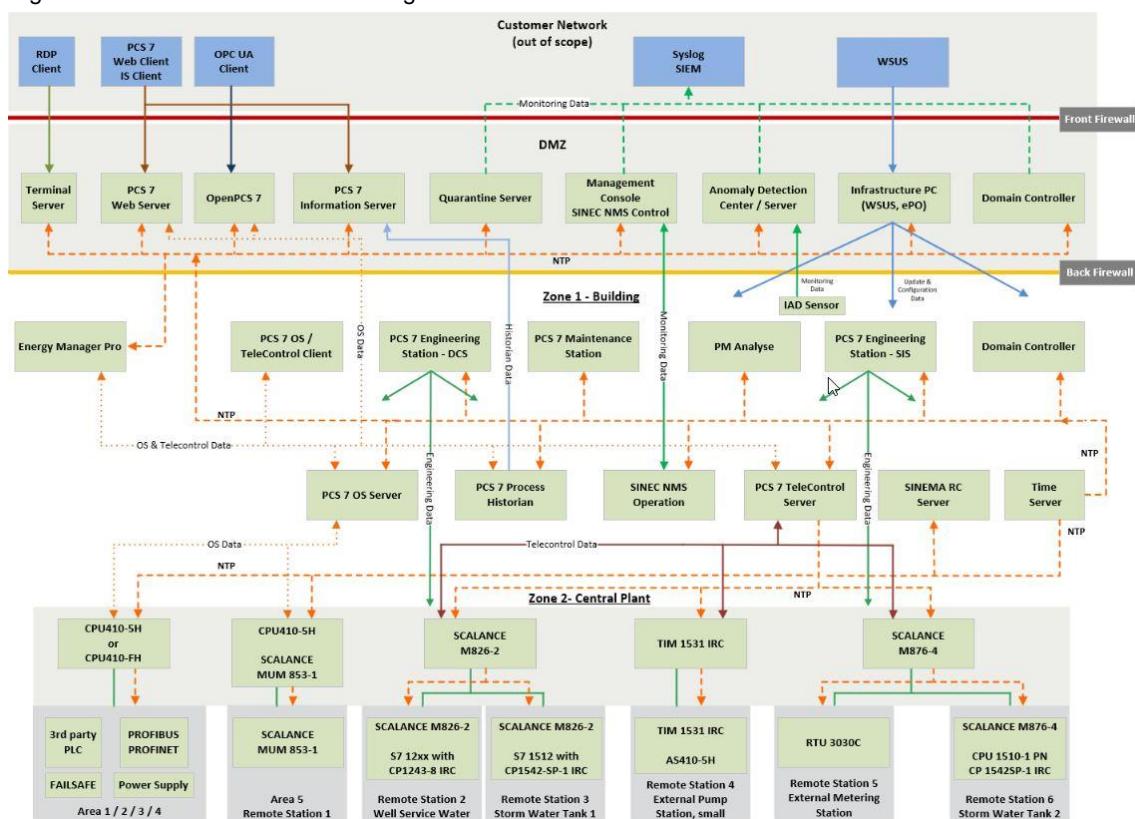 Customer Network
(out of scope)
RDP
Client
PCS 7
Web Client
IS Client
OPC UA
Client
Syslog
SIEM
WSUS
Monitoring Data
Front Firewall
DMZ
Terminal
Server
PCS 7
Web Server
OpenPCS 7
PCS 7
Information Server
Quarantine Server
Management
Console
SINEC NMS Control
Anomaly Detection
Center / Server
Infrastructure PC
(WSUS, ePO)
Domain Controller
NTP
Back Firewall
Zone 1 - Building
Monitoring
Data
IAD Sensor
Update &
Configuration
Data
OS Data
Historian Data
Monitoring Data
Energy Manager Pro
PCS 7 OS /
TeleControl Client
PCS 7 Engineering
Station - DCS
PCS 7 Maintenance
Station
PM Analyse
PCS 7 Engineering
Station - SIS
Domain Controller
NTP
OS & Telecontrol Data
NTP
Engineering Data
Engineering Data
PCS 7 OS Server
PCS 7 Process
Historian
SINEC NMS
Operation
PCS 7 TeleControl
Server
SINEMA RC
Server
Time
Server
OS Data
Telecontrol Data
NTP
NTP
NTP
Zone 2- Central Plant
CPU410-5H
or
CPU410-FH
CPU410-5H
SCALANCE
MUM 853-1
SCALANCE
M826-2
TIM 1531 IRC
SCALANCE
M876-4
3rd party
PLC
PROFIBUS
PROFINET
FAILSAFE
Power Supply
Area 1 / 2 / 3 / 4
SCALANCE
MUM 853-1
Area 5
Remote Station 1
SCALANCE M826-2
S7 12xx with
CP1243-8 IRC
Remote Station 2
Well Service Water
SCALANCE M826-2
S7 1512 with
CP1542-SP-1 IRC
Remote Station 3
Storm Water Tank 1
TIM 1531 IRC
AS410-5H
Remote Station 4
External Pump
Station, small
RTU 3030C
Remote Station 5
External Metering
Station
SCALANCE M876-4
CPU 1510-1 PN
CP 1542SP-1 IRC
Remote Station 6
Storm Water Tank 2